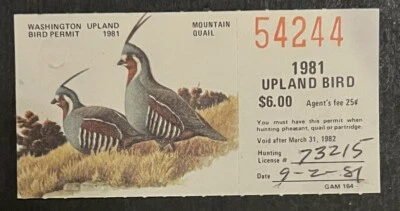 WASHINGTON UPLAND
BIRD PERMIT 1981
MOUNTAIN
QUAIL
54244
1981
UPLAND BIRD
$6.00 Agent's fee 25¢
You must have this permit when
hunting pheasant, quail or partridge.
Void after March 31, 1982
Hunting
License # 73215
Date 9-2-81
GAM 164